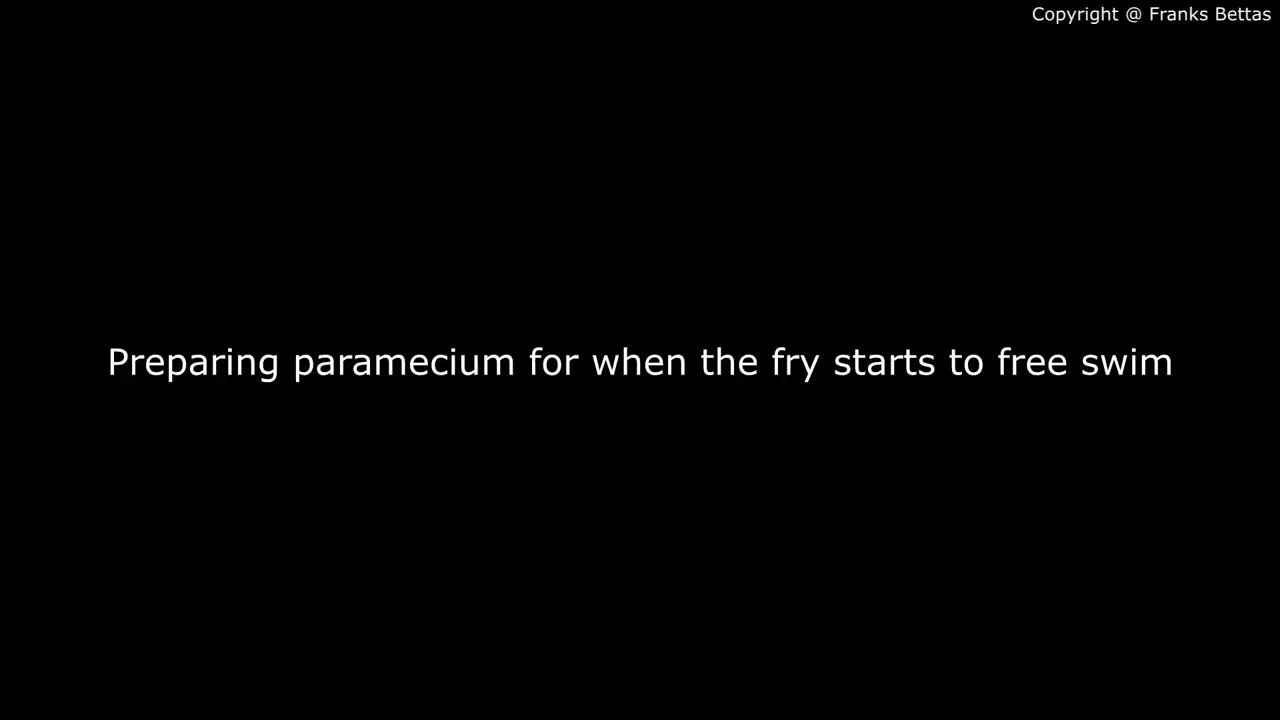 Copyright @ Franks Bettas
Preparing paramecium for when the fry starts to free swim